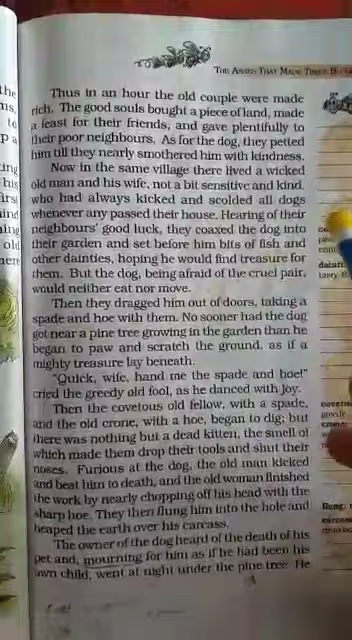 THE ASHES THAT MADE TREES
the
ms,
to
p a
ing
his
irst
ind
ning
old
Thus in an hour the old couple were made
rich. The good souls bought a piece of land, made
a feast for their friends, and gave plentifully to
their poor neighbours. As for the dog, they petted
him till they nearly smothered him with kindness.
Now in the same village there lived a wicked
old man and his wife, not a bit sensitive and kind,
who had always kicked and scolded all dogs
whenever any passed their house. Hearing of their
neighbours' good luck, they coaxed the dog into
their garden and set before him bits of fish and
other dainties, hoping he would find treasure for
them. But the dog, being afraid of the cruel pair,
would neither eat nor move.
Then they dragged him out of doors, taking a
spade and hoe with them. No sooner had the dog
got near a pine tree growing in the garden than he
began to paw and scratch the ground, as if a
mighty treasure lay beneath.
"Quick, wife, hand me the spade and hoe!"
cried the greedy old fool, as he danced with joy.
Then the covetous old fellow, with a spade,
and the old crone, with a hoe, began to dig; but
there was nothing but a dead kitten, the smell of
which made them drop their tools and shut their
noses. Furious at the dog, the old man kicked
and beat him to death, and the old woman finished
the work by nearly chopping off his head with the
sharp hoe. They then flung him into the hole and
heaped the earth over his carcass.
The owner of the dog heard of the death of his
pet and, mourning for him as if he had been his
own child, went at night under the pine tree. He
greedy
crone:
flung: